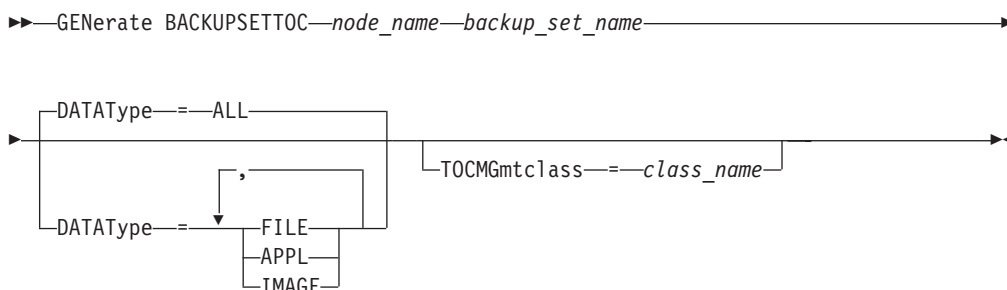 GENerate BACKUPSETTOC node_name backup_set_name
DATAType = ALL
TOCMGmtclass = class_name
,
DATAType = FILE
APPL
IMAGE